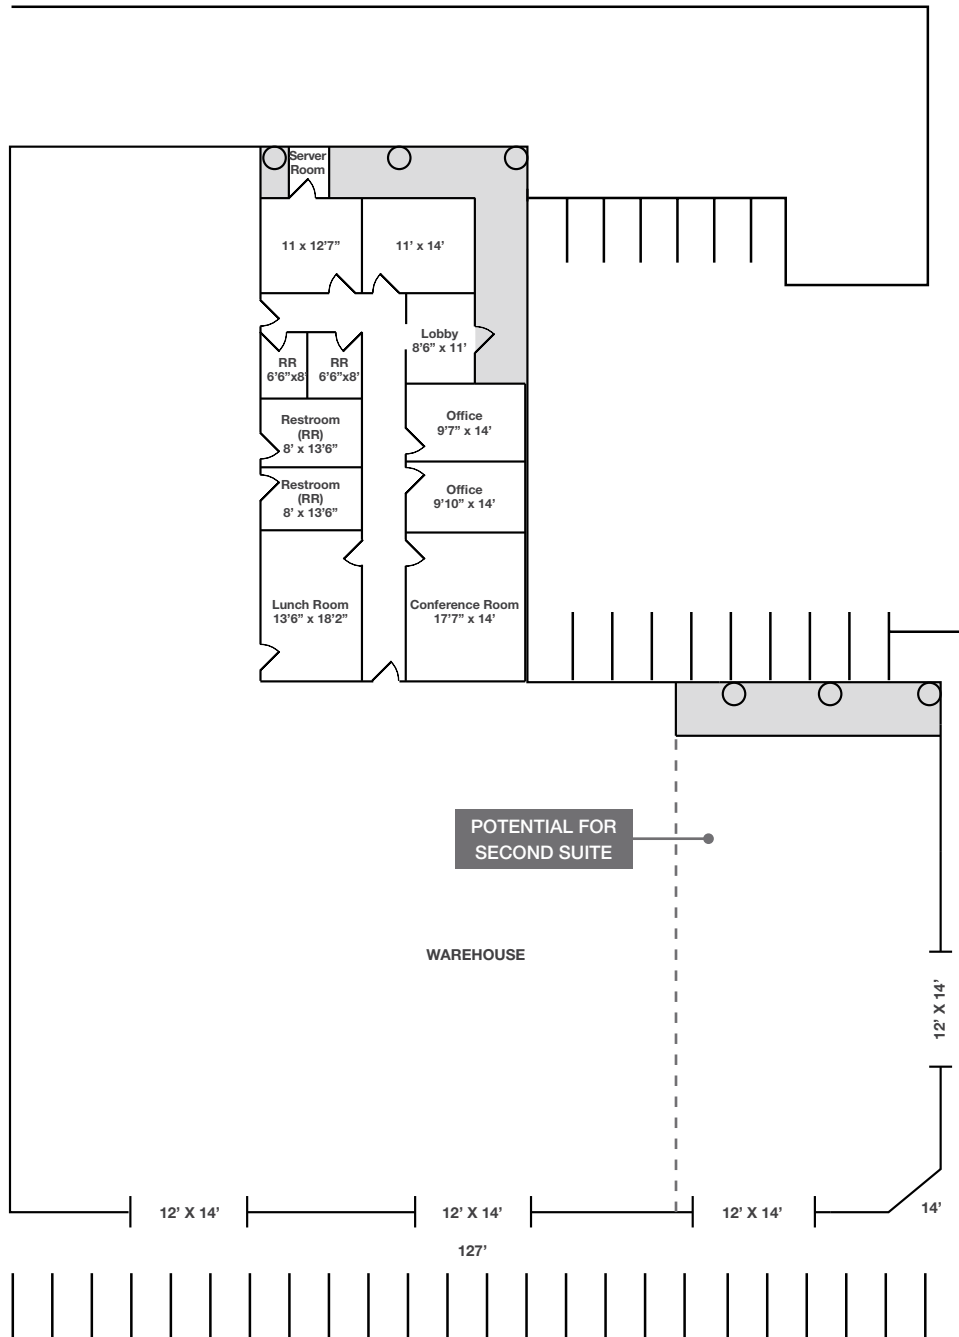 Server
Room
11 x 12’7”
11’ x 14’
Lobby
8’6” x 11’
RR
6’6”x8’
RR
6’6”x8’
Office
9’7” x 14’
Restroom
(RR)
8’ x 13’6”
Office
9’10” x 14’
Restroom
(RR)
8’ x 13’6”
Lunch Room
13’6” x 18’2”
Conference Room
17’7” x 14’
POTENTIAL FOR
SECOND SUITE
WAREHOUSE
12’ X 14’
12’ X 14’
12’ X 14’
12’ X 14’
14’
127’